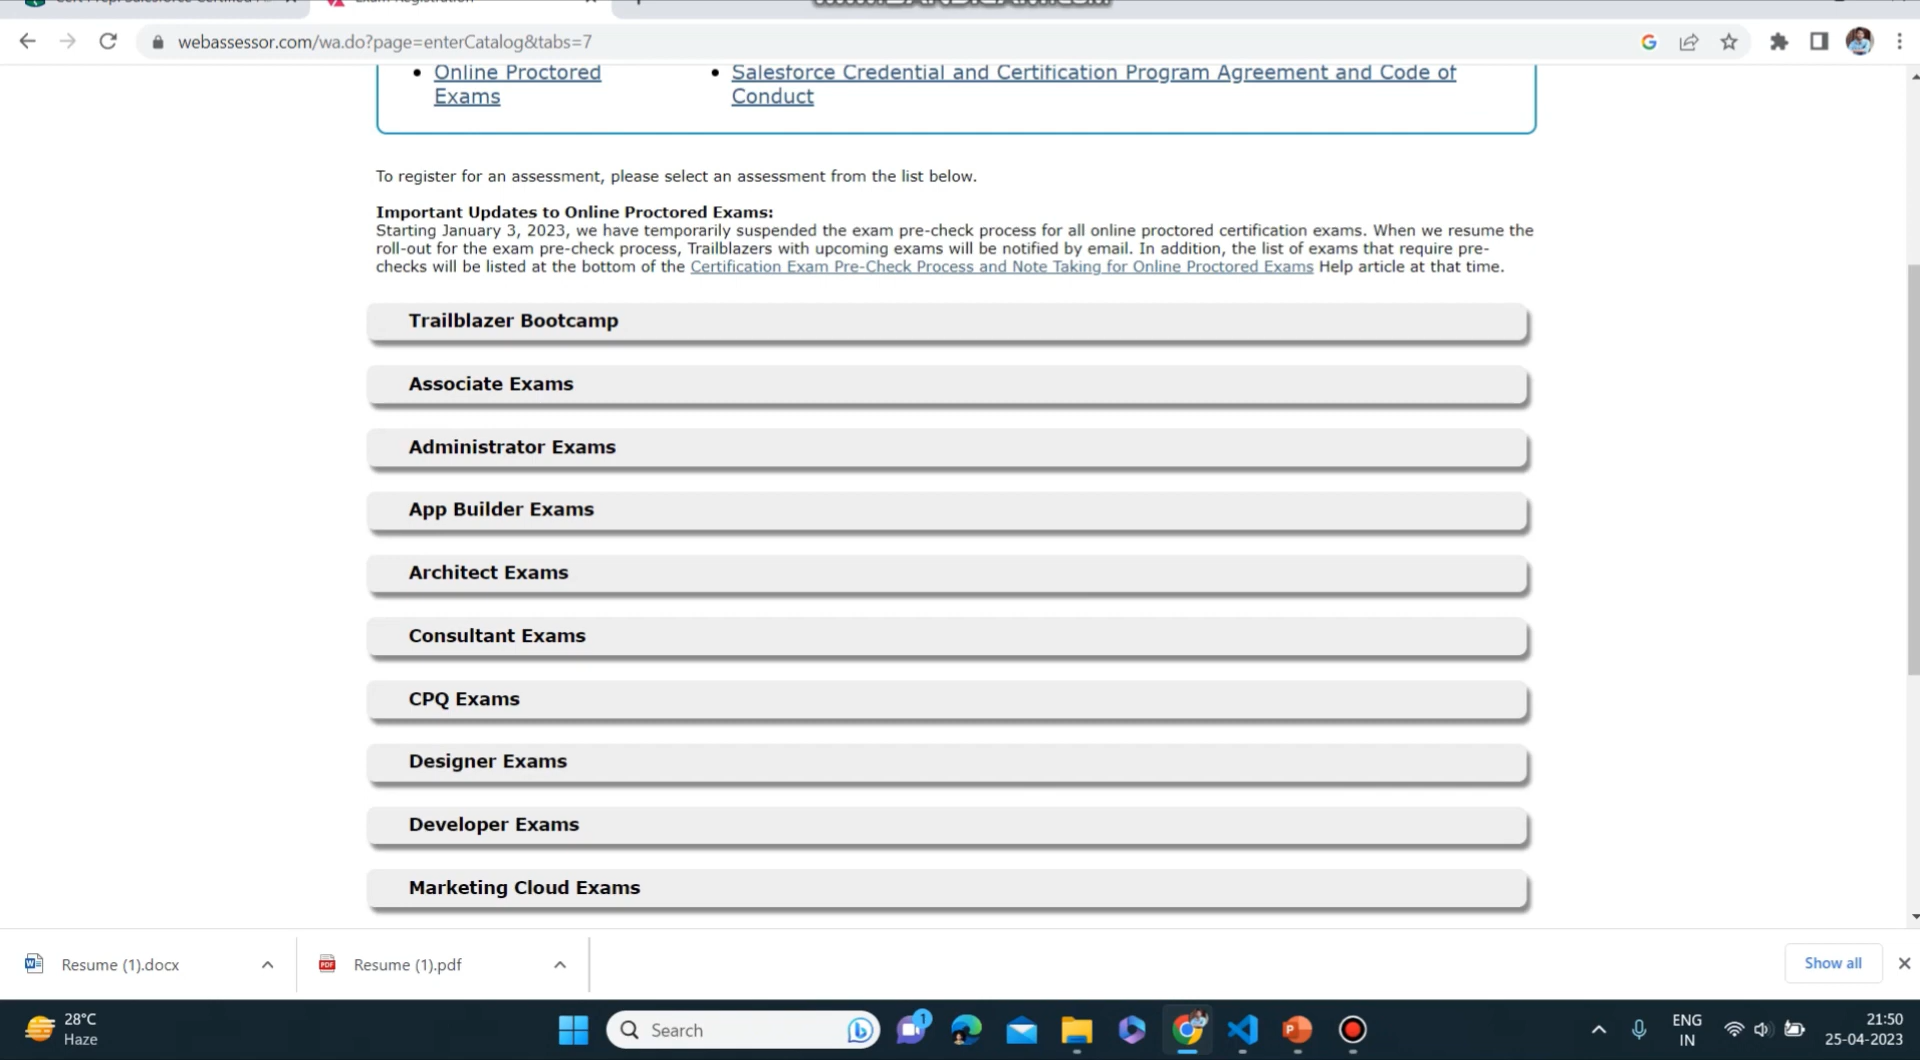 webassessor.com/wa.do?page=enterCatalog&tabs=7
Online Proctored
Exams
Salesforce Credential and Certification Program Agreement and Code of
Conduct
To register for an assessment, please select an assessment from the list below.
Important Updates to Online Proctored Exams:
Starting January 3, 2023, we have temporarily suspended the exam pre-check process for all online proctored certification exams. When we resume the
roll-out for the exam pre-check process, Trailblazers with upcoming exams will be notified by email. In addition, the list of exams that require pre-
checks will be listed at the bottom of the Certification Exam Pre-Check Process and Note Taking for Online Proctored Exams Help article at that time.
Trailblazer Bootcamp
Associate Exams
Administrator Exams
App Builder Exams
Architect Exams
Consultant Exams
CPQ Exams
Designer Exams
Developer Exams
Marketing Cloud Exams
Resume (1).docx
Resume (1).pdf
Show all
28°C
Haze
Search
1
ENG
IN
21:50
25-04-2023